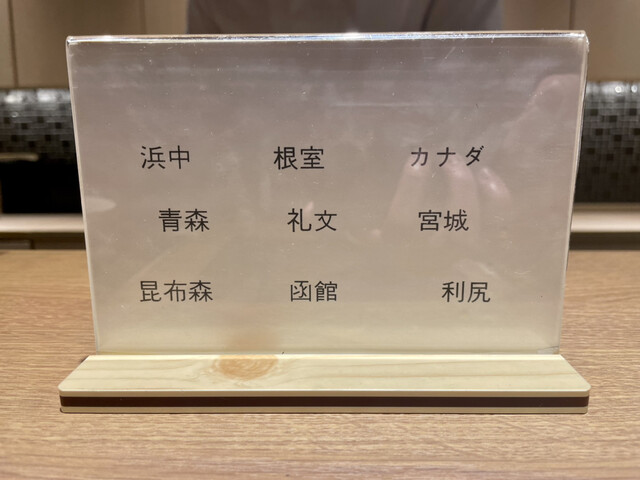 浜中 根室 カナダ
青森 礼文 宮城
昆布森 函館 利尻